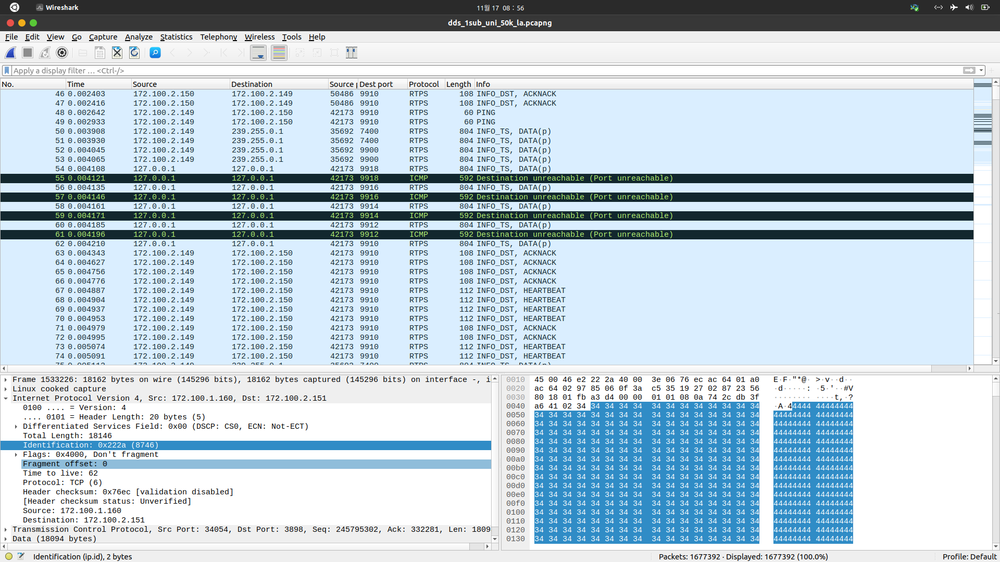 Wireshark
11월 17 08 : 56
dds_1sub_uni_50k_la.pcapng
File Edit View Go Capture Analyze Statistics Telephony Wireless Tools Help
Apply a display filter … <Ctrl-/>
No. Time Source Destination Source p Dest port Protocol Length Info
46 0.002403 172.100.2.150 172.100.2.149 50486 9910 RTPS 108 INFO_DST, ACKNACK
47 0.002416 172.100.2.150 172.100.2.149 50486 9910 RTPS 108 INFO_DST, ACKNACK
48 0.002642 172.100.2.149 172.100.2.150 42173 9910 RTPS 60 PING
49 0.002933 172.100.2.149 172.100.2.150 42173 9910 RTPS 60 PING
50 0.003908 172.100.2.149 239.255.0.1 35692 7400 RTPS 804 INFO_TS, DATA(p)
51 0.003930 172.100.2.149 239.255.0.1 35692 7400 RTPS 804 INFO_TS, DATA(p)
52 0.004045 172.100.2.149 239.255.0.1 35692 9900 RTPS 804 INFO_TS, DATA(p)
53 0.004065 172.100.2.149 239.255.0.1 35692 9900 RTPS 804 INFO_TS, DATA(p)
54 0.004108 127.0.0.1 127.0.0.1 42173 9918 RTPS 804 INFO_TS, DATA(p)
55 0.004121 127.0.0.1 127.0.0.1 42173 9918 ICMP 592 Destination unreachable (Port unreachable)
56 0.004135 127.0.0.1 127.0.0.1 42173 9916 RTPS 804 INFO_TS, DATA(p)
57 0.004146 127.0.0.1 127.0.0.1 42173 9916 ICMP 592 Destination unreachable (Port unreachable)
58 0.004161 127.0.0.1 127.0.0.1 42173 9914 RTPS 804 INFO_TS, DATA(p)
59 0.004171 127.0.0.1 127.0.0.1 42173 9914 ICMP 592 Destination unreachable (Port unreachable)
60 0.004185 127.0.0.1 127.0.0.1 42173 9912 RTPS 804 INFO_TS, DATA(p)
61 0.004196 127.0.0.1 127.0.0.1 42173 9912 ICMP 592 Destination unreachable (Port unreachable)
62 0.004210 127.0.0.1 127.0.0.1 42173 9910 RTPS 804 INFO_TS, DATA(p)
63 0.004343 172.100.2.149 172.100.2.150 42173 9910 RTPS 108 INFO_DST, ACKNACK
64 0.004627 172.100.2.149 172.100.2.150 42173 9910 RTPS 108 INFO_DST, ACKNACK
65 0.004756 172.100.2.149 172.100.2.150 42173 9910 RTPS 108 INFO_DST, ACKNACK
66 0.004776 172.100.2.149 172.100.2.150 42173 9910 RTPS 108 INFO_DST, ACKNACK
67 0.004887 172.100.2.149 172.100.2.150 42173 9910 RTPS 112 INFO_DST, HEARTBEAT
68 0.004904 172.100.2.149 172.100.2.150 42173 9910 RTPS 112 INFO_DST, HEARTBEAT
69 0.004937 172.100.2.149 172.100.2.150 42173 9910 RTPS 112 INFO_DST, HEARTBEAT
70 0.004953 172.100.2.149 172.100.2.150 42173 9910 RTPS 112 INFO_DST, HEARTBEAT
71 0.004979 172.100.2.149 172.100.2.150 42173 9910 RTPS 108 INFO_DST, ACKNACK
72 0.004995 172.100.2.149 172.100.2.150 42173 9910 RTPS 108 INFO_DST, ACKNACK
73 0.005074 172.100.2.149 172.100.2.150 42173 9910 RTPS 112 INFO_DST, HEARTBEAT
74 0.005091 172.100.2.149 172.100.2.150 42173 9910 RTPS 112 INFO_DST, HEARTBEAT
Frame 1533226: 18162 bytes on wire (145296 bits), 18162 bytes captured (145296 bits) on interface -, i
Linux cooked capture
Internet Protocol Version 4, Src: 172.100.1.160, Dst: 172.100.2.151
0100 .... = Version: 4
.... 0101 = Header Length: 20 bytes (5)
Differentiated Services Field: 0x00 (DSCP: CS0, ECN: Not-ECT)
Total Length: 18146
Identification: 0x222a (8746)
Flags: 0x4000, Don't fragment
Fragment offset: 0
Time to live: 62
Protocol: TCP (6)
Header checksum: 0x76ec [validation disabled]
[Header checksum status: Unverified]
Source: 172.100.1.160
Destination: 172.100.2.151
Transmission Control Protocol, Src Port: 34054, Dst Port: 3898, Seq: 245795302, Ack: 332281, Len: 1809
Data (18094 bytes)
0010 45 00 46 e2 22 2a 40 00 3e 06 76 ec ac 64 01 a0 E·F·"*@· >·v··d··
0020 ac 64 02 97 85 06 0f 3a c5 35 19 27 02 87 23 56 ·d·····: ·5·'··#V
0030 80 18 01 fb a3 d4 00 00 01 01 08 0a 74 2c db 3f ········ ····t,·?
0040 a6 41 02 34 34 34 34 34 34 34 34 34 34 34 34 34 ·A·44444 44444444
0050 34 34 34 34 34 34 34 34 34 34 34 34 34 34 34 34 44444444 44444444
0060 34 34 34 34 34 34 34 34 34 34 34 34 34 34 34 34 44444444 44444444
0070 34 34 34 34 34 34 34 34 34 34 34 34 34 34 34 34 44444444 44444444
0080 34 34 34 34 34 34 34 34 34 34 34 34 34 34 34 34 44444444 44444444
0090 34 34 34 34 34 34 34 34 34 34 34 34 34 34 34 34 44444444 44444444
00a0 34 34 34 34 34 34 34 34 34 34 34 34 34 34 34 34 44444444 44444444
00b0 34 34 34 34 34 34 34 34 34 34 34 34 34 34 34 34 44444444 44444444
00c0 34 34 34 34 34 34 34 34 34 34 34 34 34 34 34 34 44444444 44444444
00d0 34 34 34 34 34 34 34 34 34 34 34 34 34 34 34 34 44444444 44444444
00e0 34 34 34 34 34 34 34 34 34 34 34 34 34 34 34 34 44444444 44444444
00f0 34 34 34 34 34 34 34 34 34 34 34 34 34 34 34 34 44444444 44444444
0100 34 34 34 34 34 34 34 34 34 34 34 34 34 34 34 34 44444444 44444444
0110 34 34 34 34 34 34 34 34 34 34 34 34 34 34 34 34 44444444 44444444
0120 34 34 34 34 34 34 34 34 34 34 34 34 34 34 34 34 44444444 44444444
0130 34 34 34 34 34 34 34 34 34 34 34 34 34 34 34 34 44444444 44444444
Identification (ip.id), 2 bytes
Packets: 1677392 · Displayed: 1677392 (100.0%)
Profile: Default